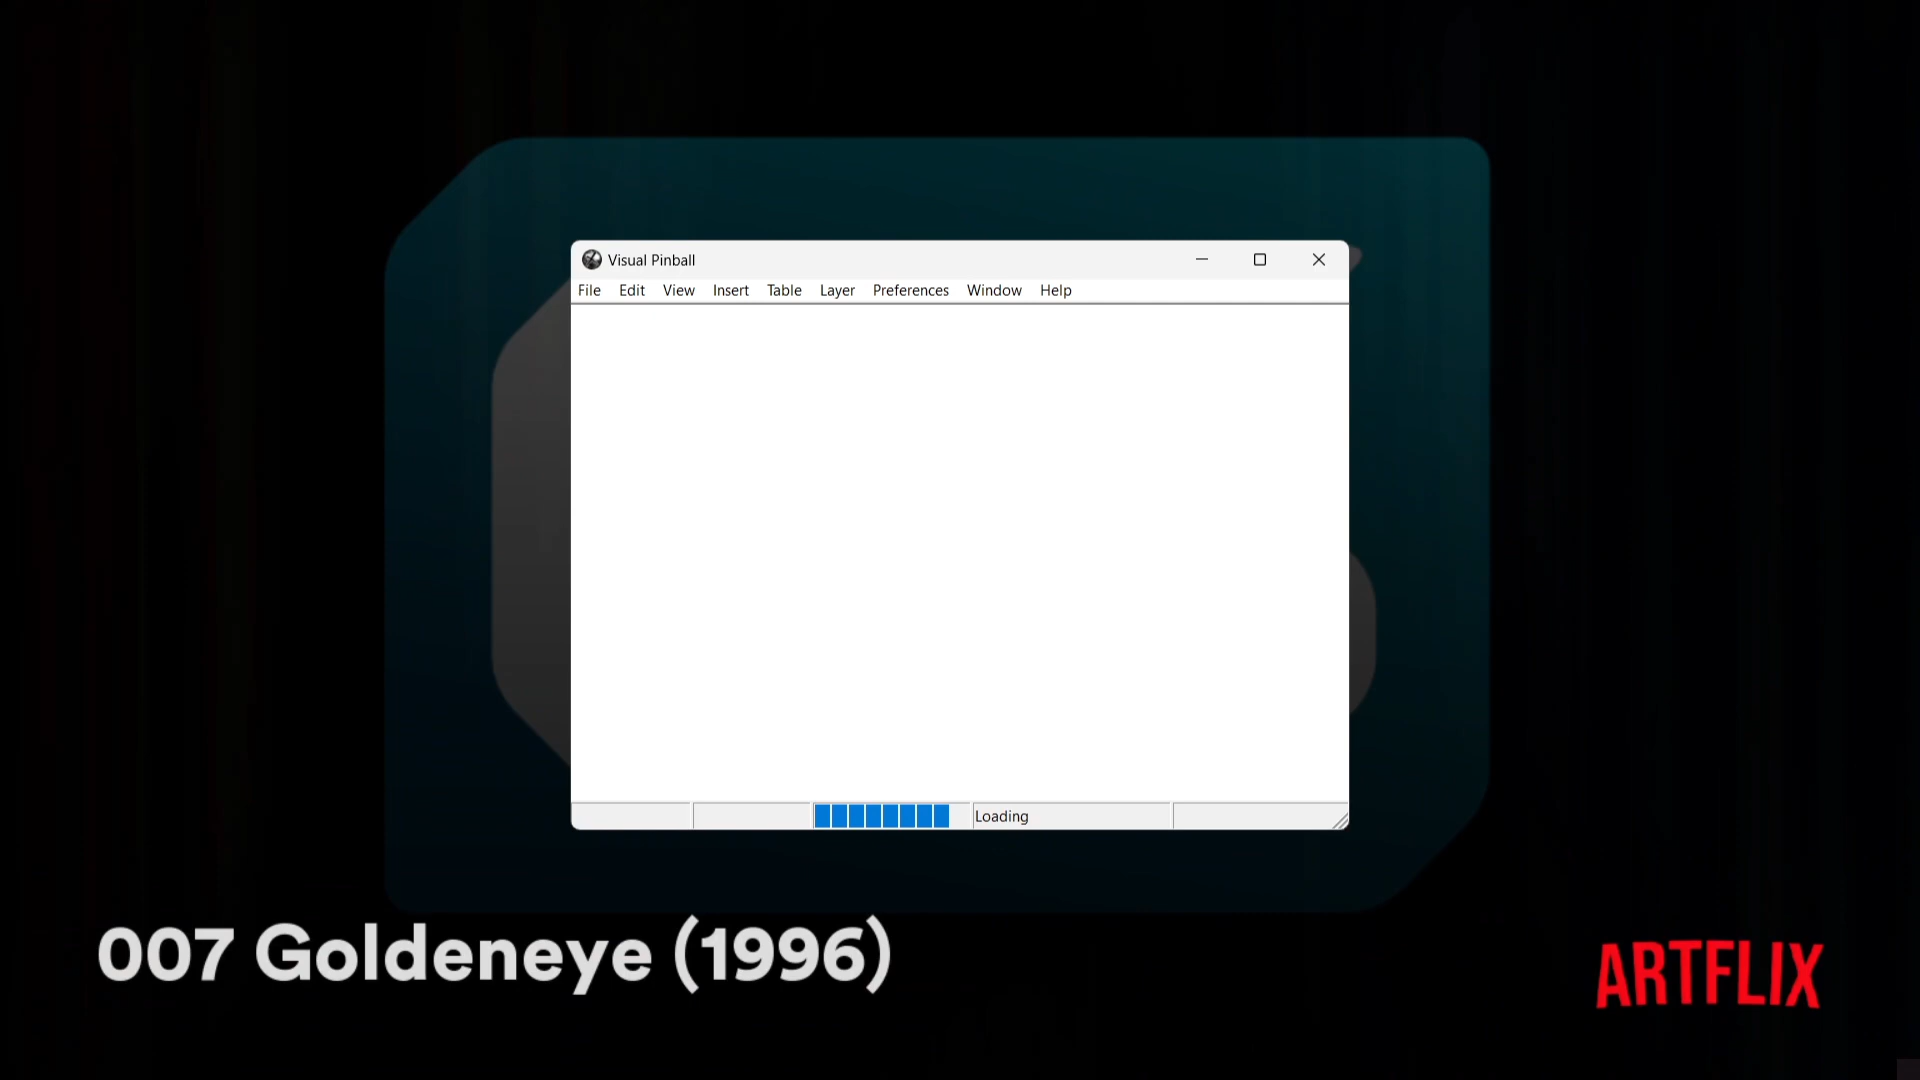 Visual Pinball
File Edit View Insert Table Layer Preferences Window Help
Loading
007 Goldeneye (1996)
ARTFLIX